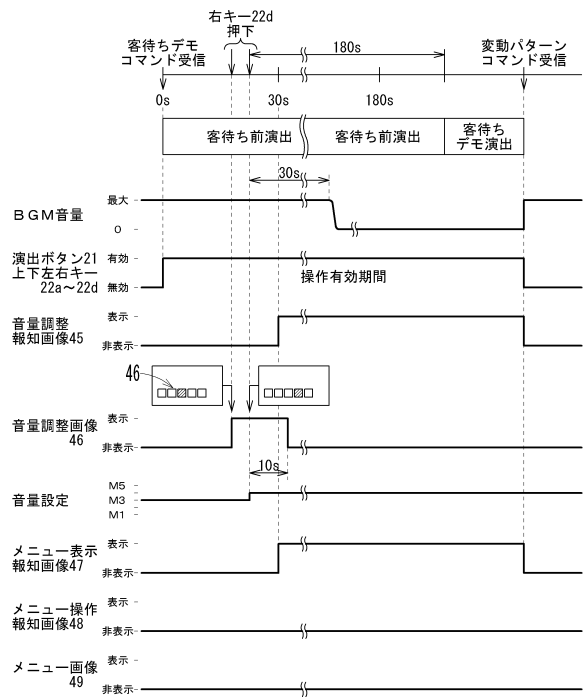 右キー22d
押下
客待ちデモ
コマンド受信
180s
変動パターン
コマンド受信
0s
30s
180s
客待ち前演出
客待ち前演出
客待ち
デモ演出
30s
BGM音量
最大
0
演出ボタン21
上下左右キー
22a～22d
有効
無効
操作有効期間
音量調整
報知画像45
表示
非表示
46
音量調整画像
46
表示
非表示
10s
音量設定
M5
M3
M1
メニュー表示
報知画像47
表示
非表示
メニュー操作
報知画像48
表示
非表示
メニュー画像
49
表示
非表示